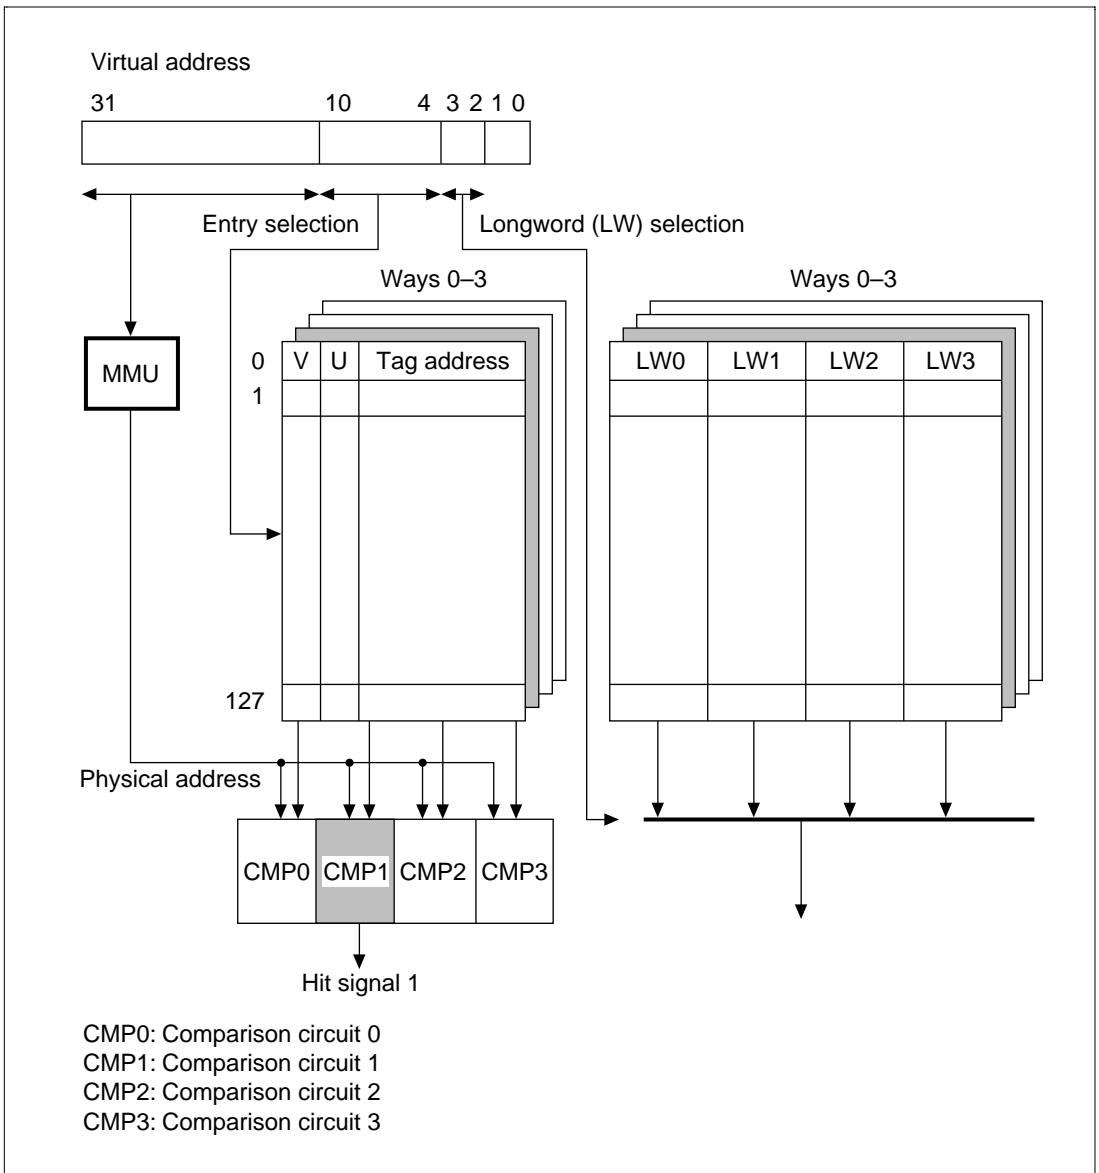 Virtual address
31 10 4 3 2 1 0
Entry selection Longword (LW) selection
Ways 0–3 Ways 0–3
0 V U Tag address LW0 LW1 LW2 LW3
MMU
1
127
Physical address
CMP0 CMP1 CMP2 CMP3
Hit signal 1
CMP0: Comparison circuit 0
CMP1: Comparison circuit 1
CMP2: Comparison circuit 2
CMP3: Comparison circuit 3